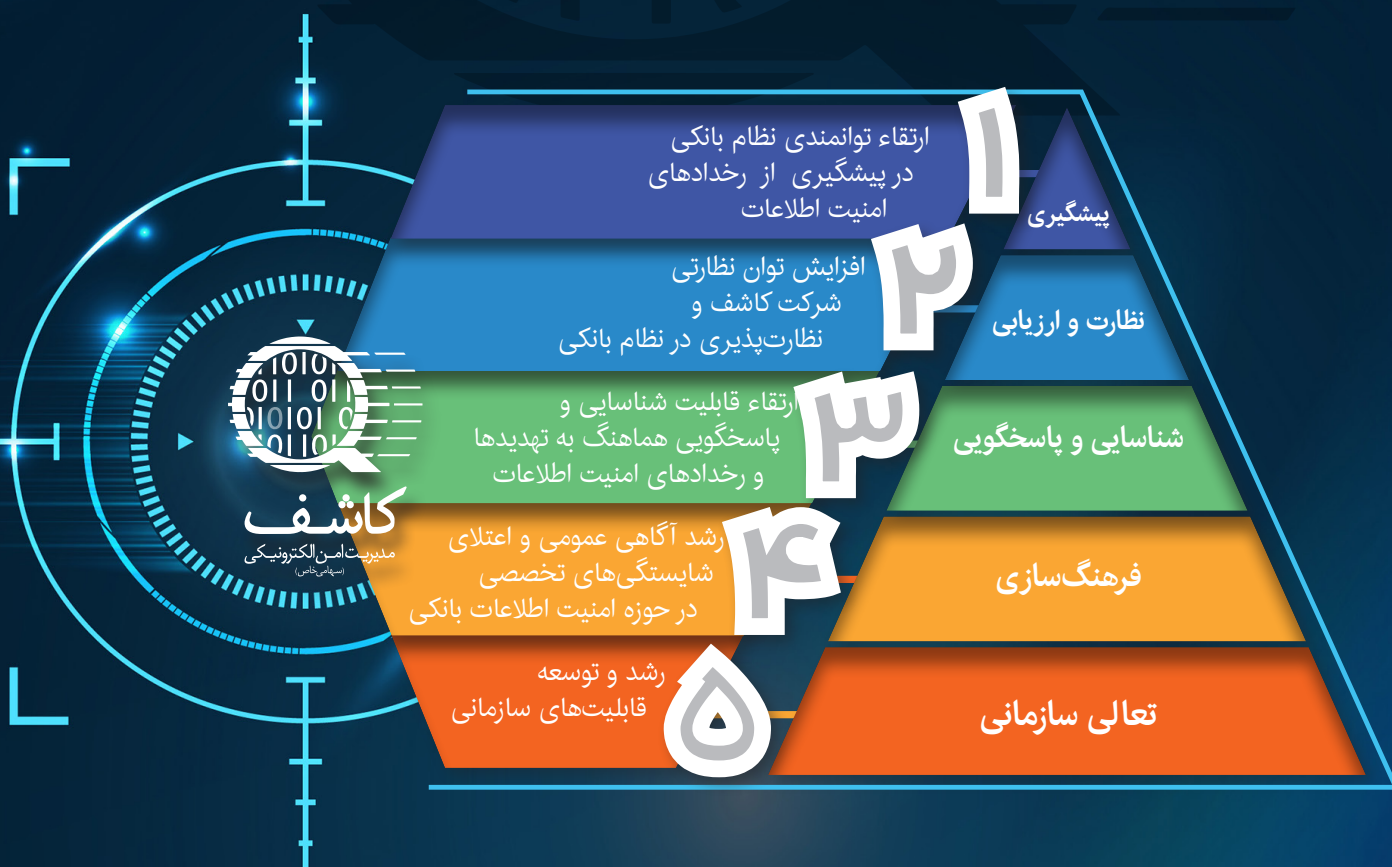 ۱
ارتقاء توانمندی نظام بانکی
در پیشگیری از رخدادهای
امنیت اطلاعات
پیشگیری
۲
افزایش توان نظارتی
شرکت کاشف و
نظارت‌پذیری در نظام بانکی
نظارت و ارزیابی
۳
ارتقاء قابلیت شناسایی و
پاسخگویی هماهنگ به تهدیدها
و رخدادهای امنیت اطلاعات
شناسایی و پاسخگویی
۴
رشد آگاهی عمومی و اعتلای
شایستگی‌های تخصصی
در حوزه امنیت اطلاعات بانکی
فرهنگ‌سازی
۵
رشد و توسعه
قابلیت‌های سازمانی
تعالی سازمانی
کاشف
مدیریت امن الکترونیکی
(سهامی خاص)